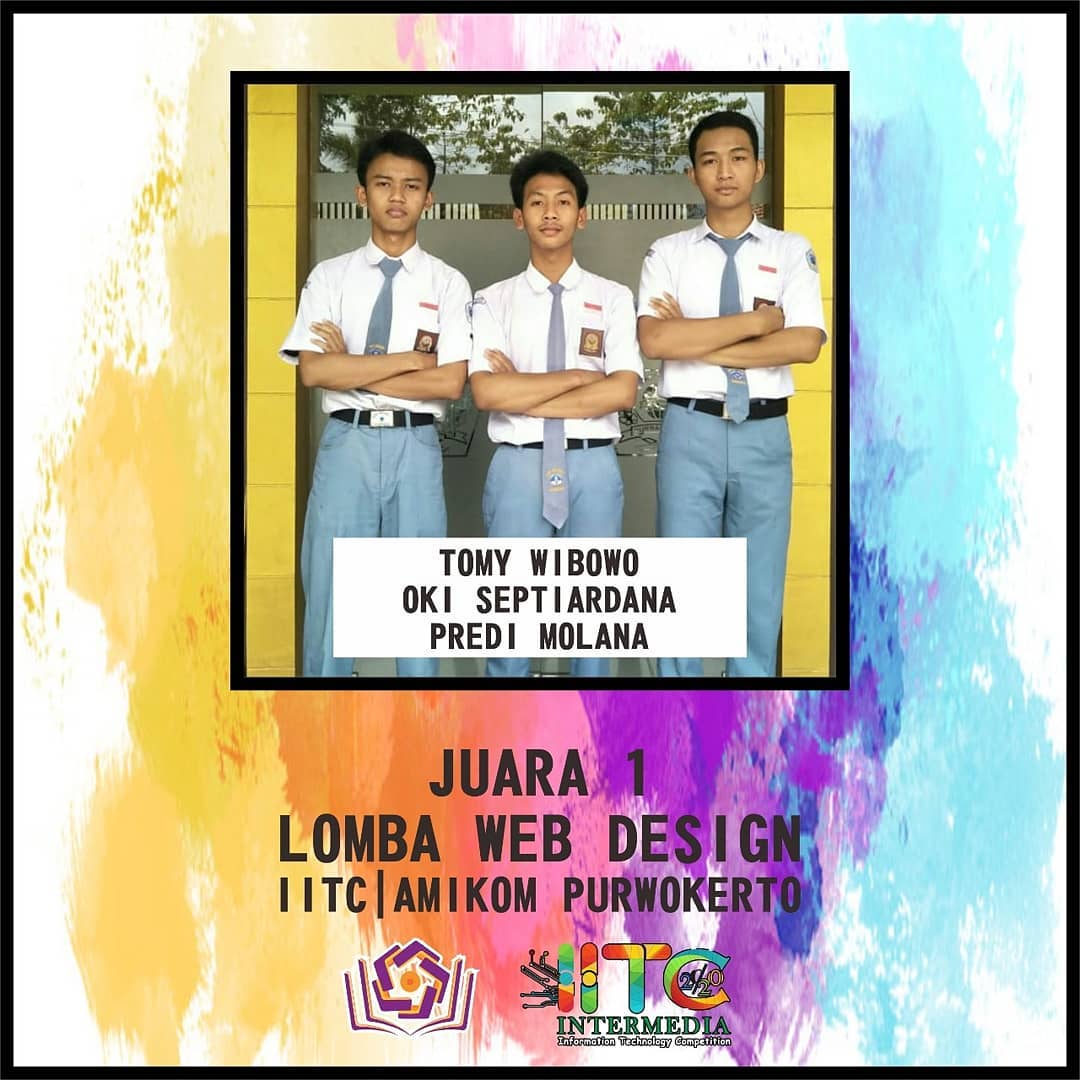 TOMY WIBOWO
OKI SEPTIARDANA
PREDI MOLANA
JUARA 1
LOMBA WEB DESIGN
IITC|AMIKOM PURWOKERTO
IITC 2020
INTERMEDIA
Information Technology Competition